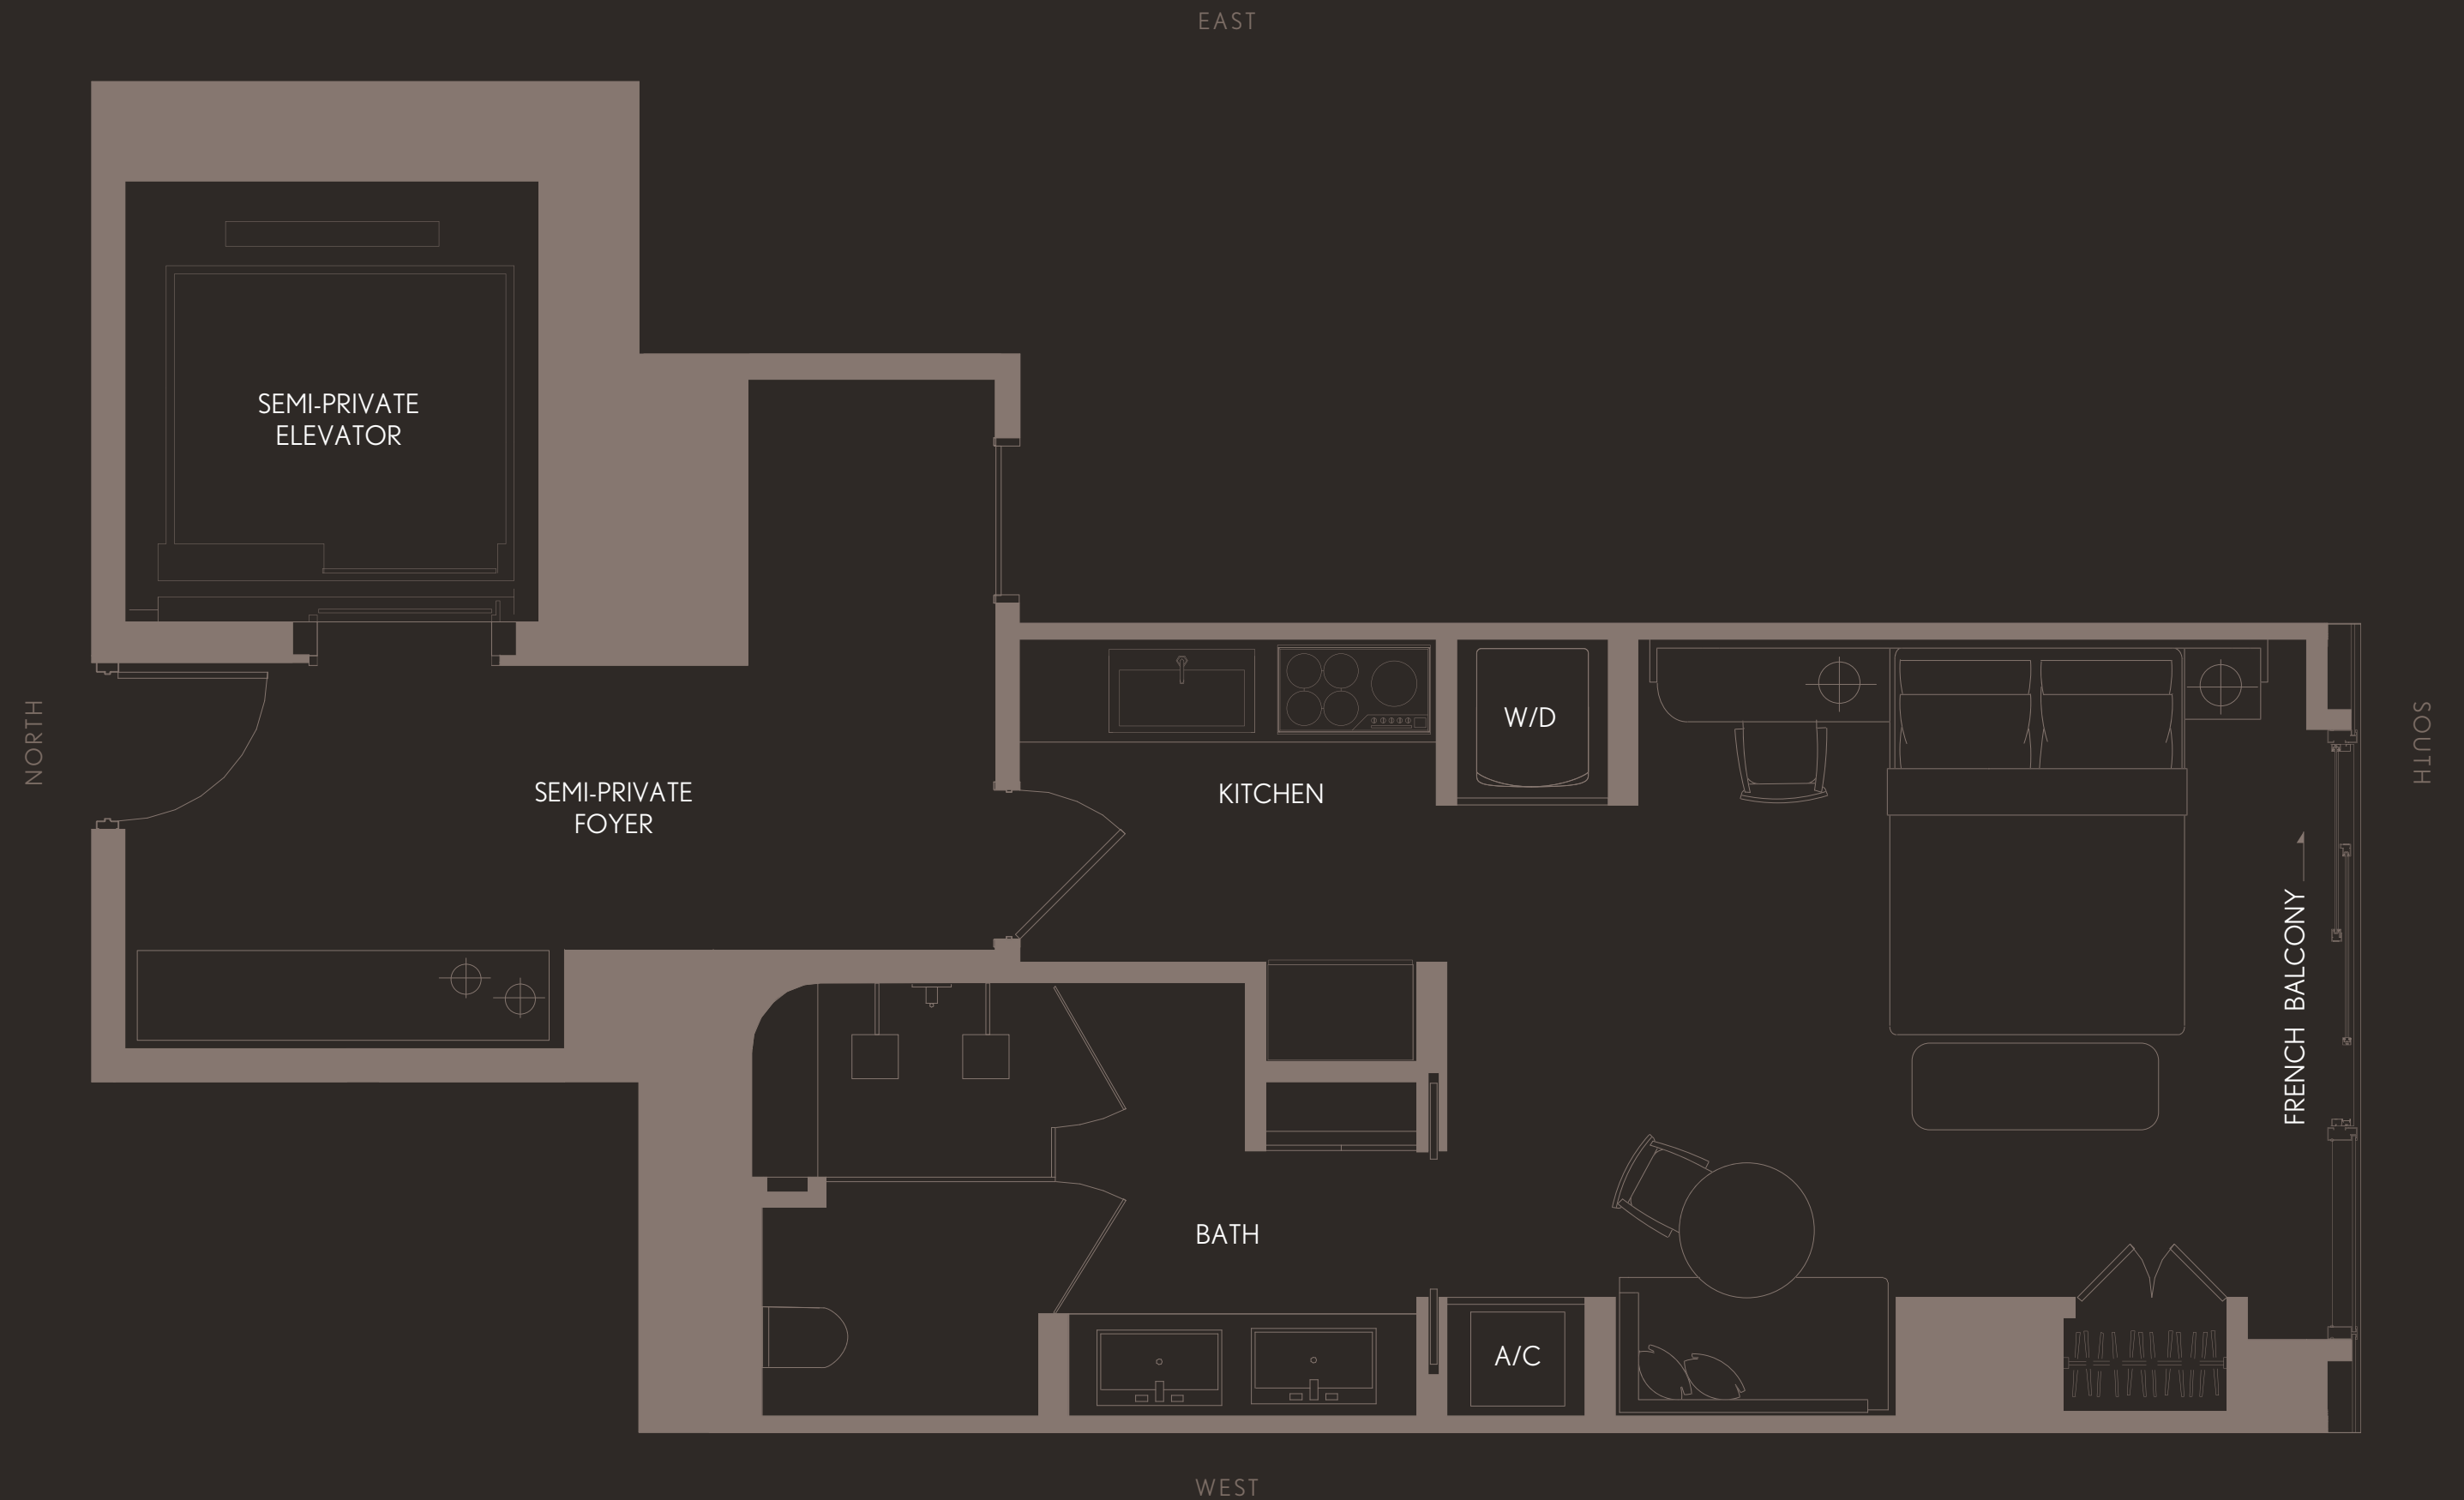 EAST
SEMI-PRIVATE
ELEVATOR
NORTH
SOUTH
W/D
SEMI-PRIVATE
FOYER
KITCHEN
FRENCH BALCONY
BATH
A/C
WEST